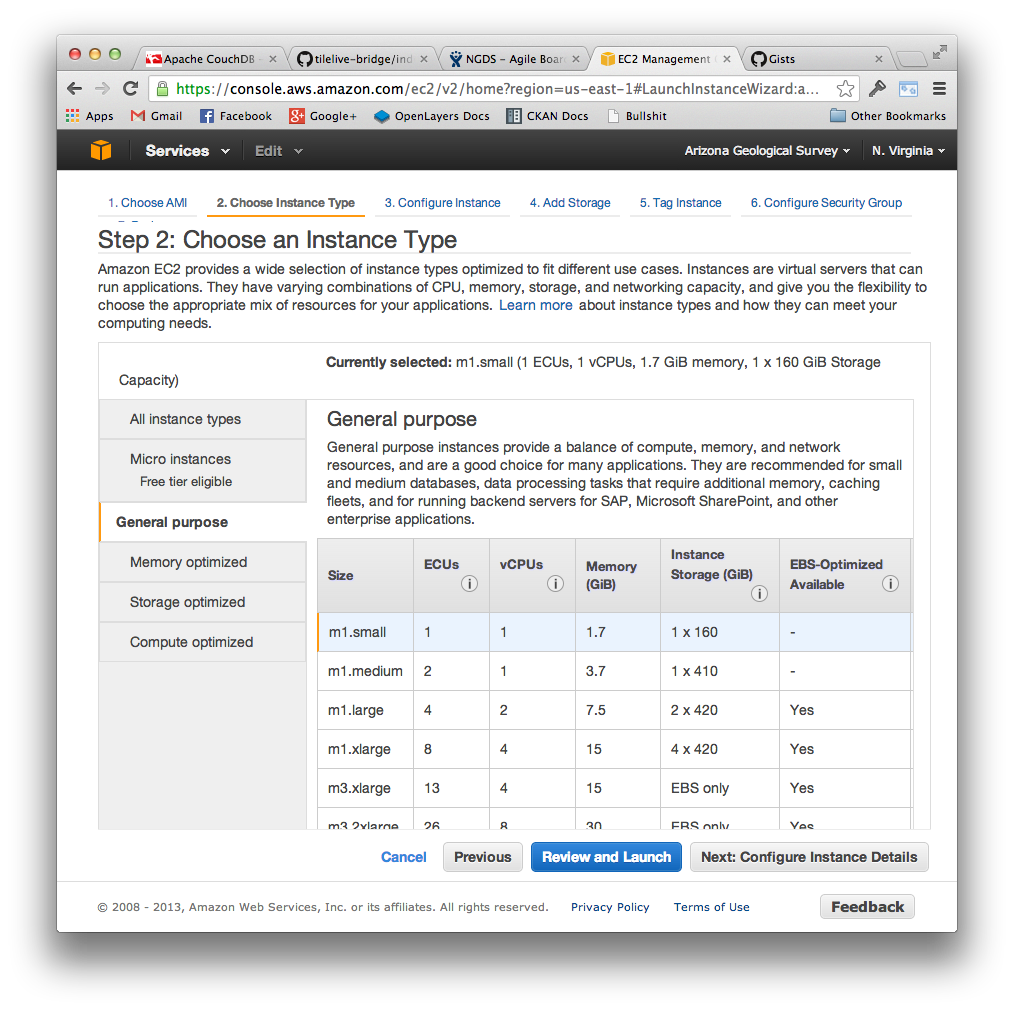 Apache CouchDB
tilelive-bridge/ind
NGDS – Agile Boar
EC2 Management
Gists
https://console.aws.amazon.com/ec2/v2/home?region=us-east-1#LaunchInstanceWizard:a...
Apps
Gmail
Facebook
Google+
OpenLayers Docs
CKAN Docs
Bullshit
Other Bookmarks
Services
Edit
Arizona Geological Survey
N. Virginia
1. Choose AMI
2. Choose Instance Type
3. Configure Instance
4. Add Storage
5. Tag Instance
6. Configure Security Group
Step 2: Choose an Instance Type
Amazon EC2 provides a wide selection of instance types optimized to fit different use cases. Instances are virtual servers that can
run applications. They have varying combinations of CPU, memory, storage, and networking capacity, and give you the flexibility to
choose the appropriate mix of resources for your applications. Learn more about instance types and how they can meet your
computing needs.
Currently selected: m1.small (1 ECUs, 1 vCPUs, 1.7 GiB memory, 1 x 160 GiB Storage
Capacity)
All instance types
Micro instances
Free tier eligible
General purpose
Memory optimized
Storage optimized
Compute optimized
General purpose
General purpose instances provide a balance of compute, memory, and network
resources, and are a good choice for many applications. They are recommended for small
and medium databases, data processing tasks that require additional memory, caching
fleets, and for running backend servers for SAP, Microsoft SharePoint, and other
enterprise applications.
Size ECUs vCPUs Memory (GiB) Instance Storage (GiB) EBS-Optimized Available
m1.small 1 1 1.7 1 x 160 -
m1.medium 2 1 3.7 1 x 410 -
m1.large 4 2 7.5 2 x 420 Yes
m1.xlarge 8 4 15 4 x 420 Yes
m3.xlarge 13 4 15 EBS only Yes
m3.2xlarge 26 8 30 EBS only Yes
Cancel
Previous
Review and Launch
Next: Configure Instance Details
© 2008 - 2013, Amazon Web Services, Inc. or its affiliates. All rights reserved.
Privacy Policy
Terms of Use
Feedback